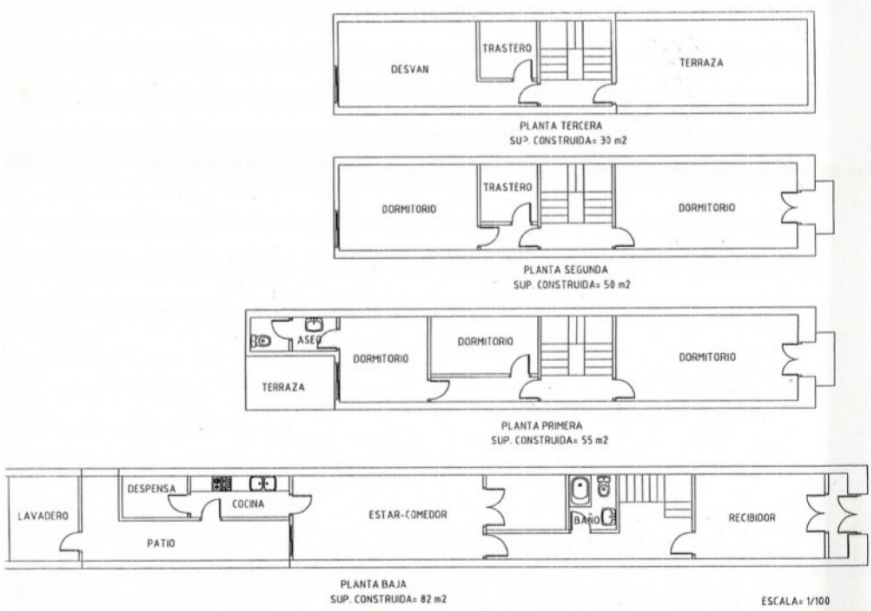 DESVAN
TRASTERO
TERRAZA
PLANTA TERCERA
SUP. CONSTRUIDA= 30 m2
DORMITORIO
TRASTERO
DORMITORIO
PLANTA SEGUNDA
SUP. CONSTRUIDA= 50 m2
ASEO
DORMITORIO
DORMITORIO
DORMITORIO
TERRAZA
PLANTA PRIMERA
SUP. CONSTRUIDA= 55 m2
LAVADERO
DESPENSA
COCINA
PATIO
ESTAR-COMEDOR
BAÑO
RECIBIDOR
PLANTA BAJA
SUP. CONSTRUIDA= 82 m2
ESCALA= 1/100